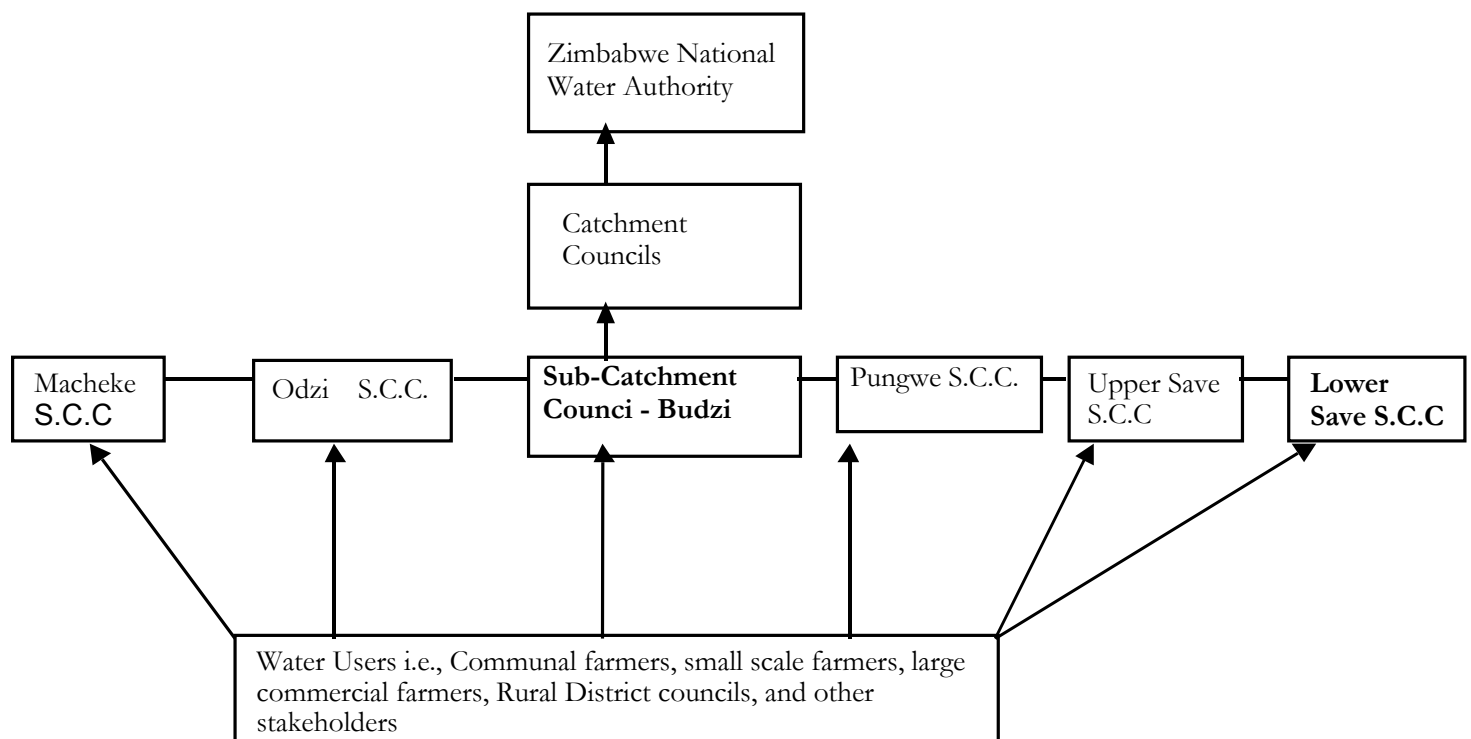 Zimbabwe National
Water Authority
Catchment
Councils
Macheke
S.C.C
Odzi S.C.C.
Sub-Catchment
Counci - Budzi
Pungwe S.C.C.
Upper Save
S.C.C
Lower
Save S.C.C
Water Users i.e., Communal farmers, small scale farmers, large
commercial farmers, Rural District councils, and other
stakeholders